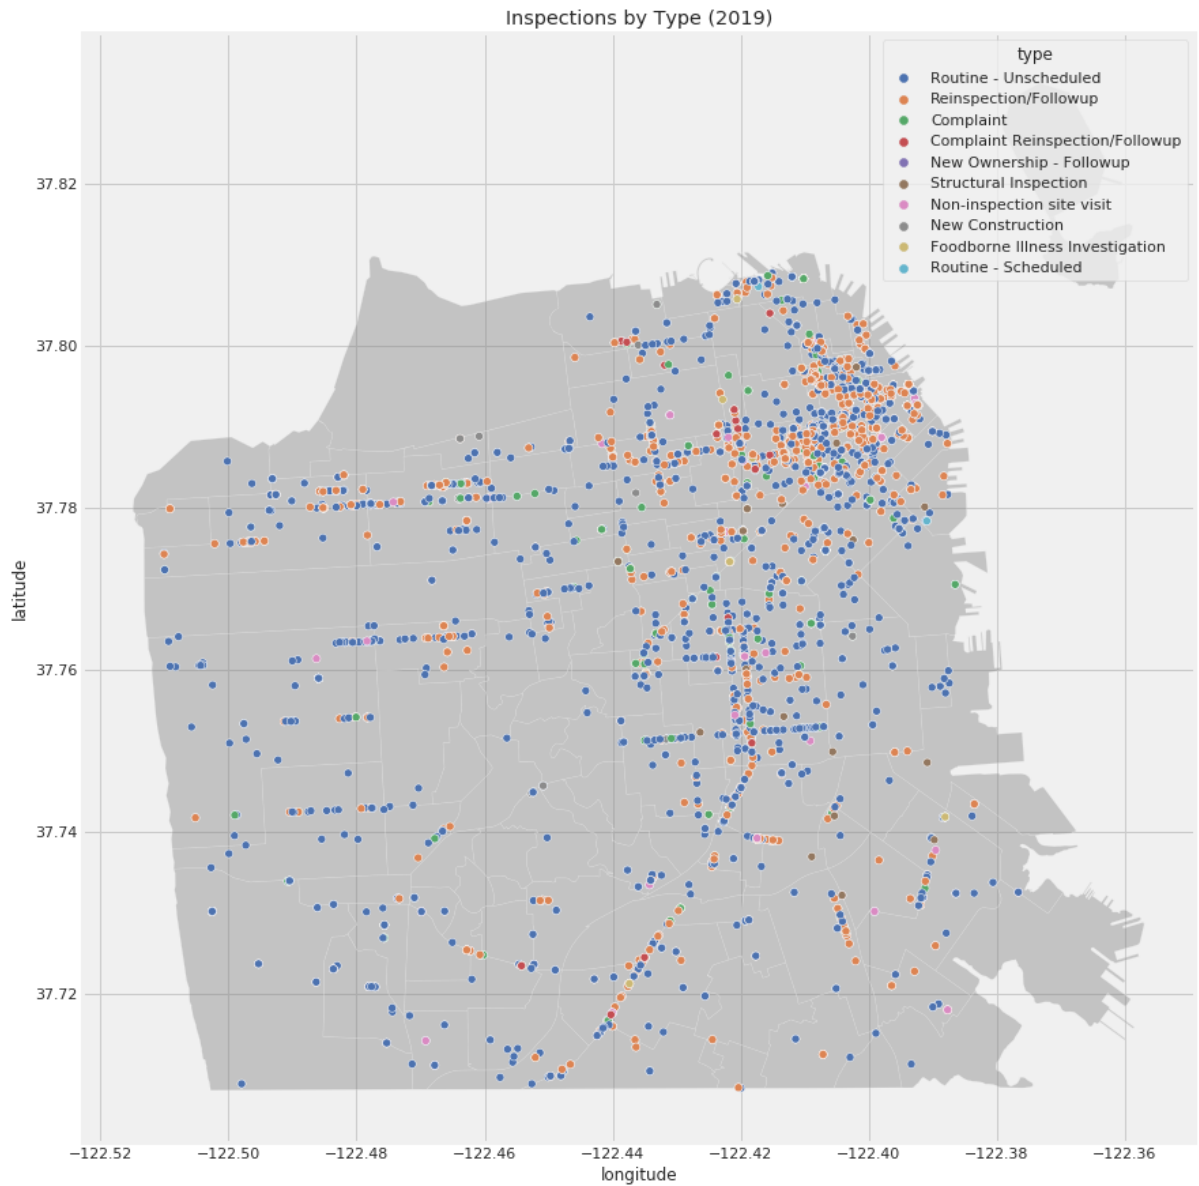 Inspections by Type (2019)
type
Routine - Unscheduled
Reinspection/Followup
Complaint
Complaint Reinspection/Followup
New Ownership - Followup
Structural Inspection
Non-inspection site visit
New Construction
Foodborne Illness Investigation
Routine - Scheduled
37.82
37.80
37.78
37.76
37.74
37.72
latitude
−122.52 −122.50 −122.48 −122.46 −122.44 −122.42 −122.40 −122.38 −122.36
longitude